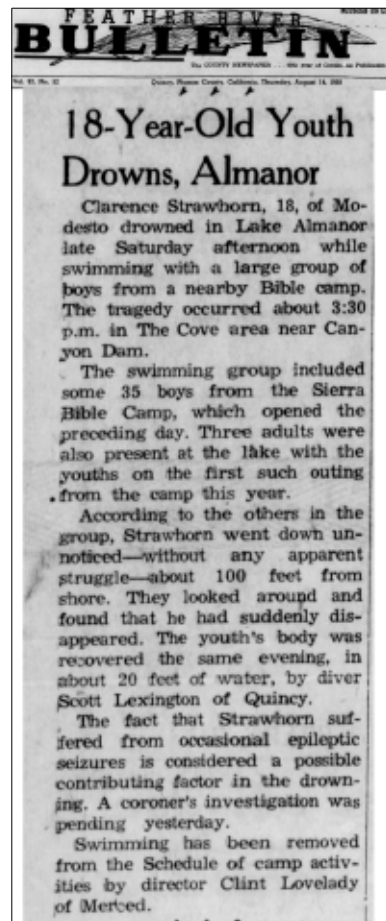 FEATHER RIVER
BULLETIN
Quincy, Plumas County, California, Thursday, August 14,
18-Year-Old Youth
Drowns, Almanor
Clarence Strawhorn, 18, of Mo-
desto drowned in Lake Almanor
late Saturday afternoon while
swimming with a large group of
boys from a nearby Bible camp.
The tragedy occurred about 3:30
p.m. in The Cove area near Can-
yon Dam.
The swimming group included
some 35 boys from the Sierra
Bible Camp, which opened the
preceding day. Three adults were
also present at the lake with the
youths on the first such outing
from the camp this year.
According to the others in the
group, Strawhorn went down un-
noticed—without any apparent
struggle—about 100 feet from
shore. They looked around and
found that he had suddenly dis-
appeared. The youth's body was
recovered the same evening, in
about 20 feet of water, by diver
Scott Lexington of Quincy.
The fact that Strawhorn suf-
fered from occasional epileptic
seizures is considered a possible
contributing factor in the drown-
ing. A coroner's investigation was
pending yesterday.
Swimming has been removed
from the Schedule of camp activ-
ities by director Clint Lovelady
of Merced.